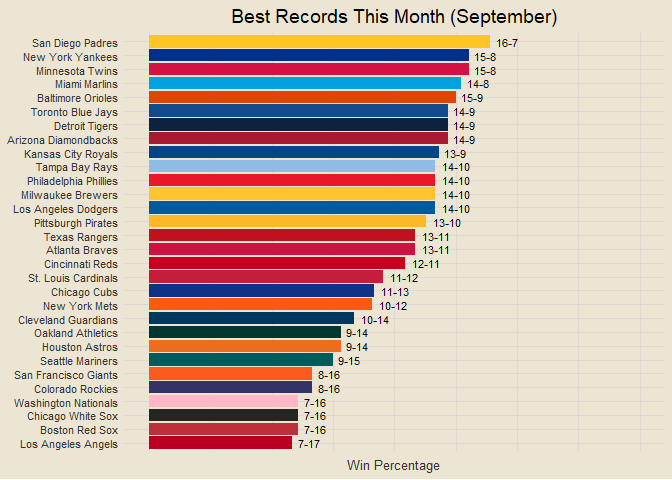 Best Records This Month (September)
San Diego Padres 16-7
New York Yankees 15-8
Minnesota Twins 15-8
Miami Marlins 14-8
Baltimore Orioles 15-9
Toronto Blue Jays 14-9
Detroit Tigers 14-9
Arizona Diamondbacks 14-9
Kansas City Royals 13-9
Tampa Bay Rays 14-10
Philadelphia Phillies 14-10
Milwaukee Brewers 14-10
Los Angeles Dodgers 14-10
Pittsburgh Pirates 13-10
Texas Rangers 13-11
Atlanta Braves 13-11
Cincinnati Reds 12-11
St. Louis Cardinals 11-12
Chicago Cubs 11-13
New York Mets 10-12
Cleveland Guardians 10-14
Oakland Athletics 9-14
Houston Astros 9-14
Seattle Mariners 9-15
San Francisco Giants 8-16
Colorado Rockies 8-16
Washington Nationals 7-16
Chicago White Sox 7-16
Boston Red Sox 7-16
Los Angeles Angels 7-17
Win Percentage